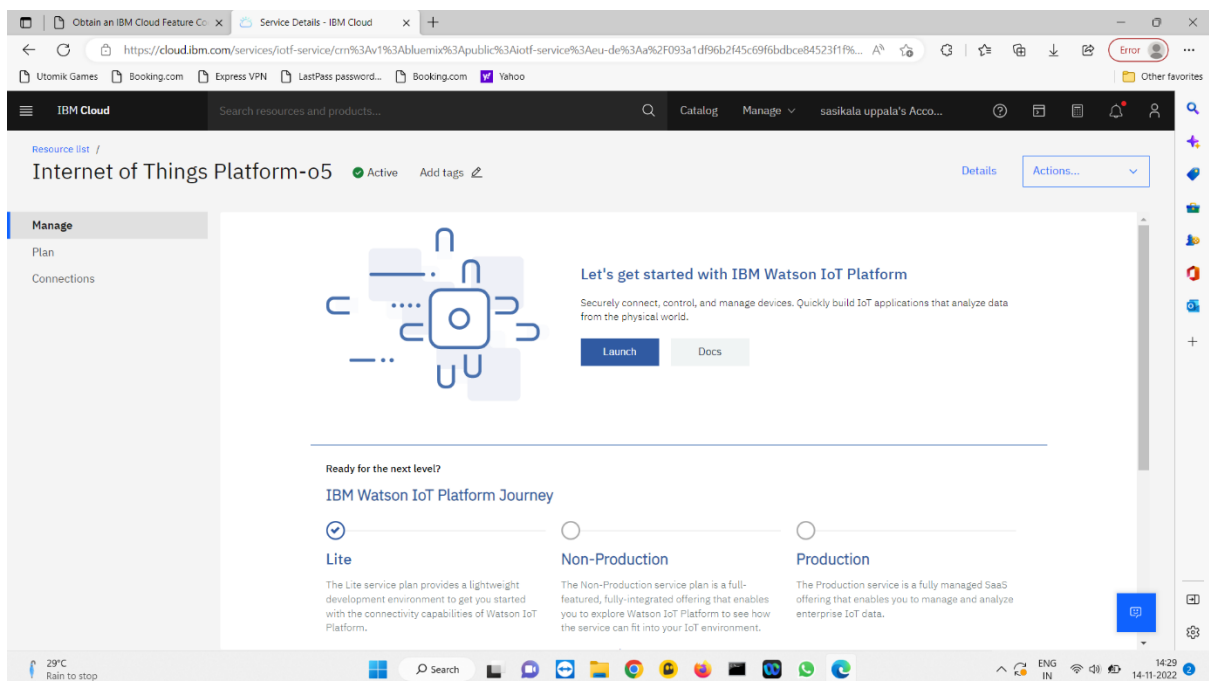 Obtain an IBM Cloud Feature Co
Service Details - IBM Cloud
https://cloud.ibm.com/services/iotf-service/crn%3Av1%3Abluemix%3Apublic%3Aiotf-service%3Aeu-de%3Aa%2F093a1df96b2f45c69f6bdbce84523f1f%...
Error
Utomik Games
Booking.com
Express VPN
LastPass password...
Booking.com
Yahoo
Other favorites
IBM Cloud
Search resources and products...
Catalog
Manage
sasikala uppala's Acco...
Resource list /
Internet of Things Platform-o5
Active
Add tags
Details
Actions...
Manage
Plan
Connections
Let's get started with IBM Watson IoT Platform
Securely connect, control, and manage devices. Quickly build IoT applications that analyze data
from the physical world.
Launch
Docs
Ready for the next level?
IBM Watson IoT Platform Journey
Lite
The Lite service plan provides a lightweight
development environment to get you started
with the connectivity capabilities of Watson IoT
Platform.
Non-Production
The Non-Production service plan is a full-
featured, fully-integrated offering that enables
you to explore Watson IoT Platform to see how
the service can fit into your IoT environment.
Production
The Production service is a fully managed SaaS
offering that enables you to manage and analyze
enterprise IoT data.
29°C
Rain to stop
Search
ENG
IN
14:29
14-11-2022
2